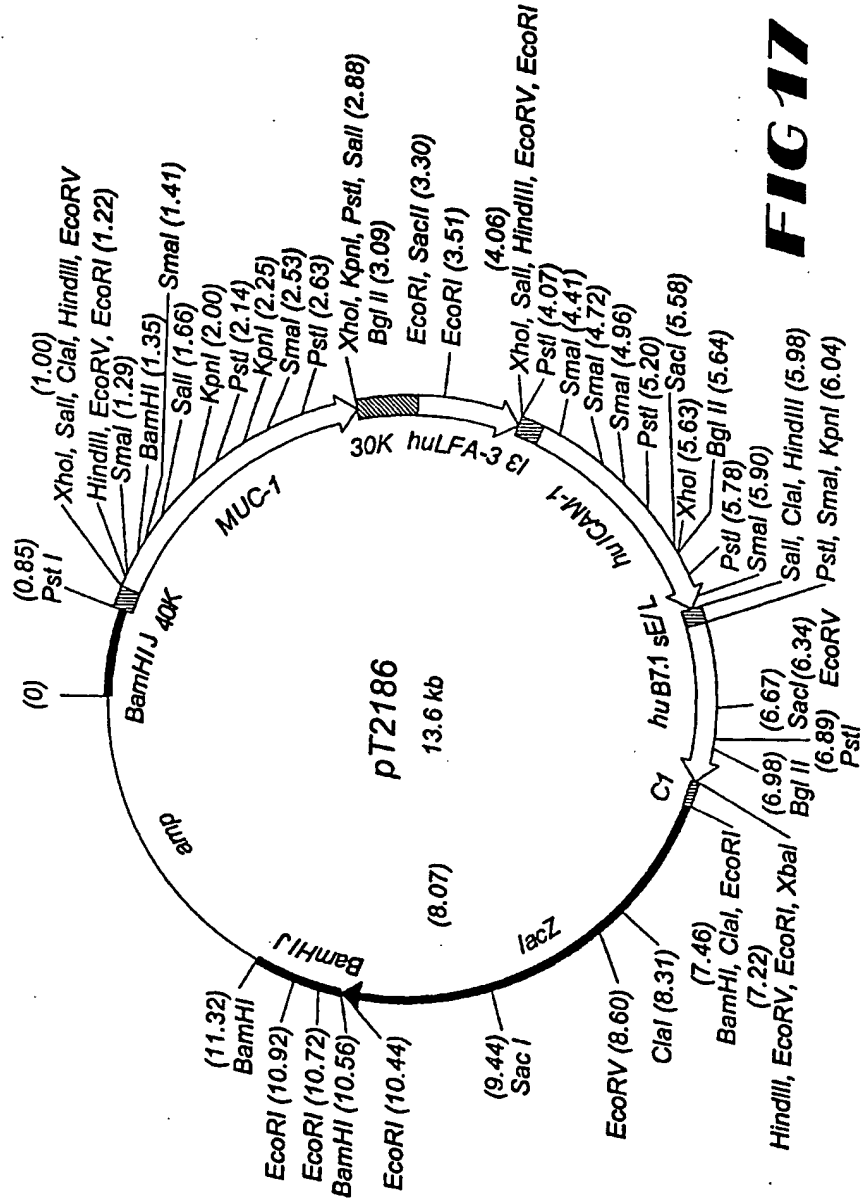 (0)
(0.85)
Pst I
(1.00)
XhoI, SalI, ClaI, HindIII, EcoRV
HindIII, EcoRV, EcoRI (1.22)
SmaI (1.29)
BamHI (1.35)
SmaI (1.41)
SalI (1.66)
KpnI (2.00)
PstI (2.14)
KpnI (2.25)
SmaI (2.53)
PstI (2.63)
XhoI, KpnI, PstI, SalI (2.88)
Bgl II (3.09)
EcoRI, SacII (3.30)
EcoRI (3.51)
(4.06)
XhoI, SalI, HindIII, EcoRV, EcoRI
PstI (4.07)
SmaI (4.41)
SmaI (4.72)
SmaI (4.96)
PstI (5.20)
SacI (5.58)
XhoI (5.63)
Bgl II (5.64)
PstI (5.78)
SmaI (5.90)
SalI, ClaI, HindIII (5.98)
PstI, SmaI, KpnI (6.04)
(6.34)
EcoRV
(6.67)
SacI
(6.89)
PstI
(6.98)
Bgl II
(7.22)
HindIII, EcoRV, EcoRI, XbaI
(7.46)
BamHI, ClaI, EcoRI
ClaI (8.31)
EcoRV (8.60)
(9.44)
Sac I
EcoRI (10.44)
BamHI (10.56)
EcoRI (10.72)
EcoRI (10.92)
(11.32)
BamHI
BamHI J
40K
MUC-1
30K
huLFA-3
I3
huICAM-1
sE/L
huB7.1
C1
lacZ
(8.07)
BamHI J
amp
pT2186
13.6 kb
FIG 17